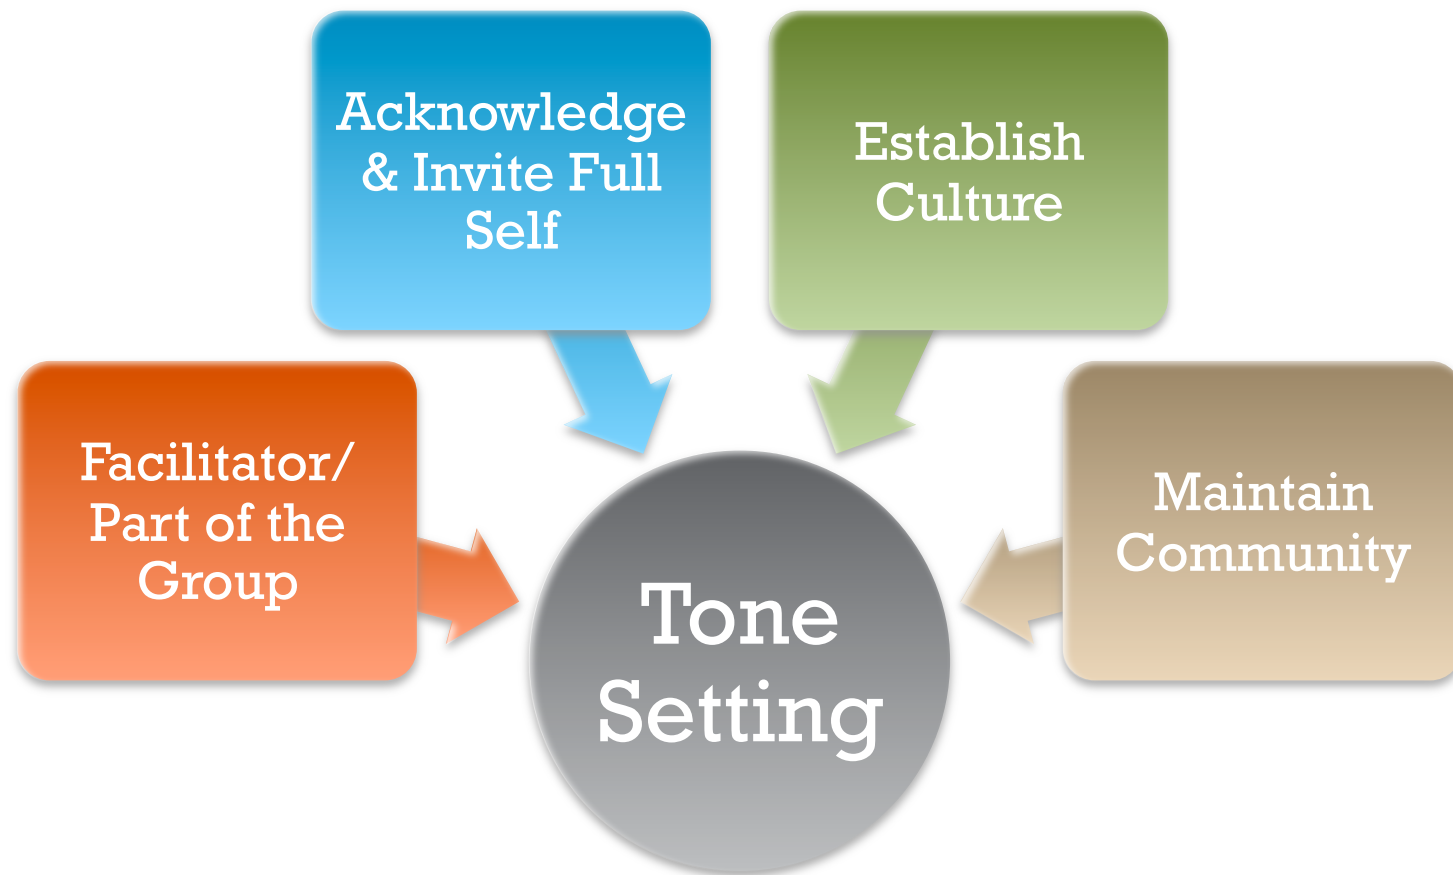 Acknowledge
& Invite Full
Self
Establish
Culture
Facilitator/
Part of the
Group
Maintain
Community
Tone
Setting